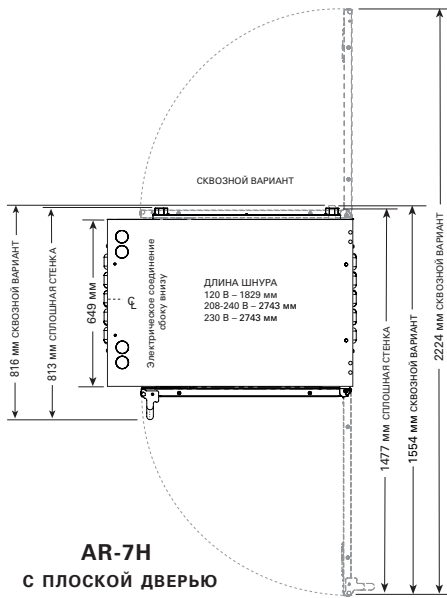 СКВОЗНОЙ ВАРИАНТ
816 мм СКВОЗНОЙ ВАРИАНТ
813 мм СПЛОШНАЯ СТЕНКА
649 мм
Электрическое соединение
сбоку внизу
ДЛИНА ШНУРА
120 В – 1829 мм
208-240 В – 2743 мм
230 В – 2743 мм
1477 мм СПЛОШНАЯ СТЕНКА
1554 мм СКВОЗНОЙ ВАРИАНТ
2224 мм СКВОЗНОЙ ВАРИАНТ
AR-7H
С ПЛОСКОЙ ДВЕРЬЮ